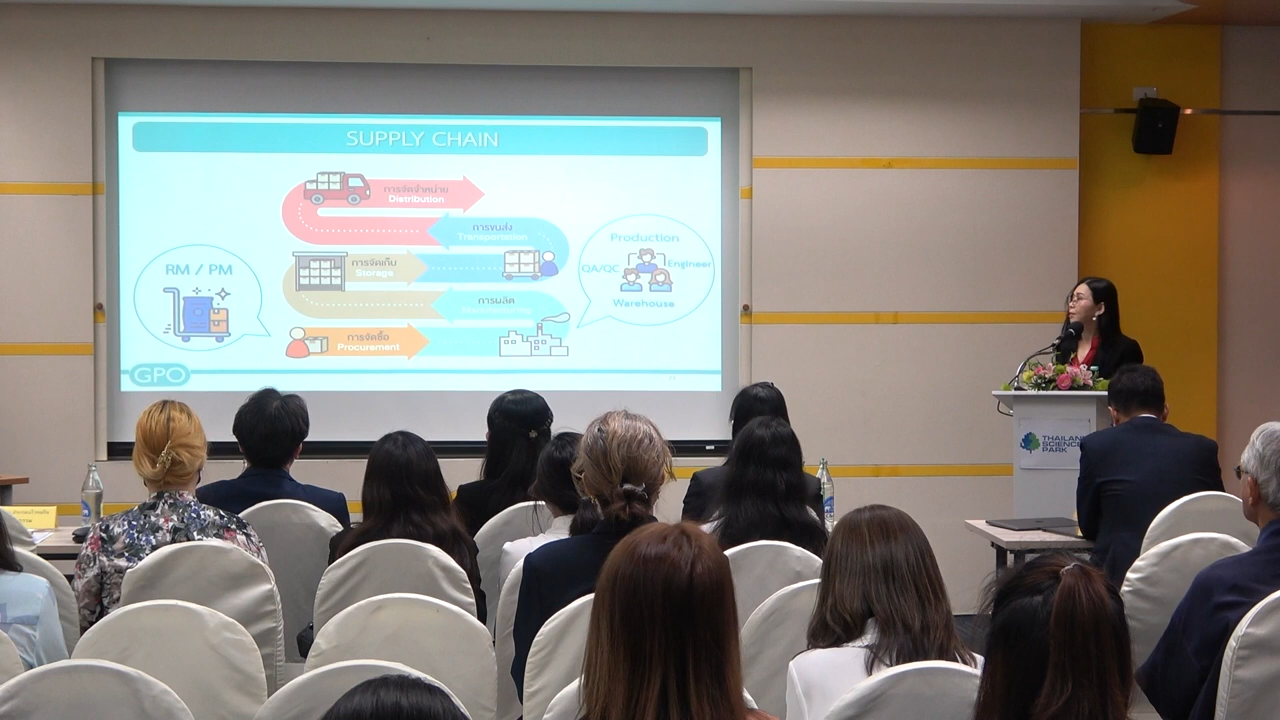 SUPPLY CHAIN
การจัดจำหน่าย
Distribution
การขนส่ง
Transportation
การจัดเก็บ
Storage
การผลิต
การจัดซื้อ
Procurement
RM / PM
Production
QA/QC
Engineer
Warehouse
GPO
THAILAND
SCIENCE
PARK